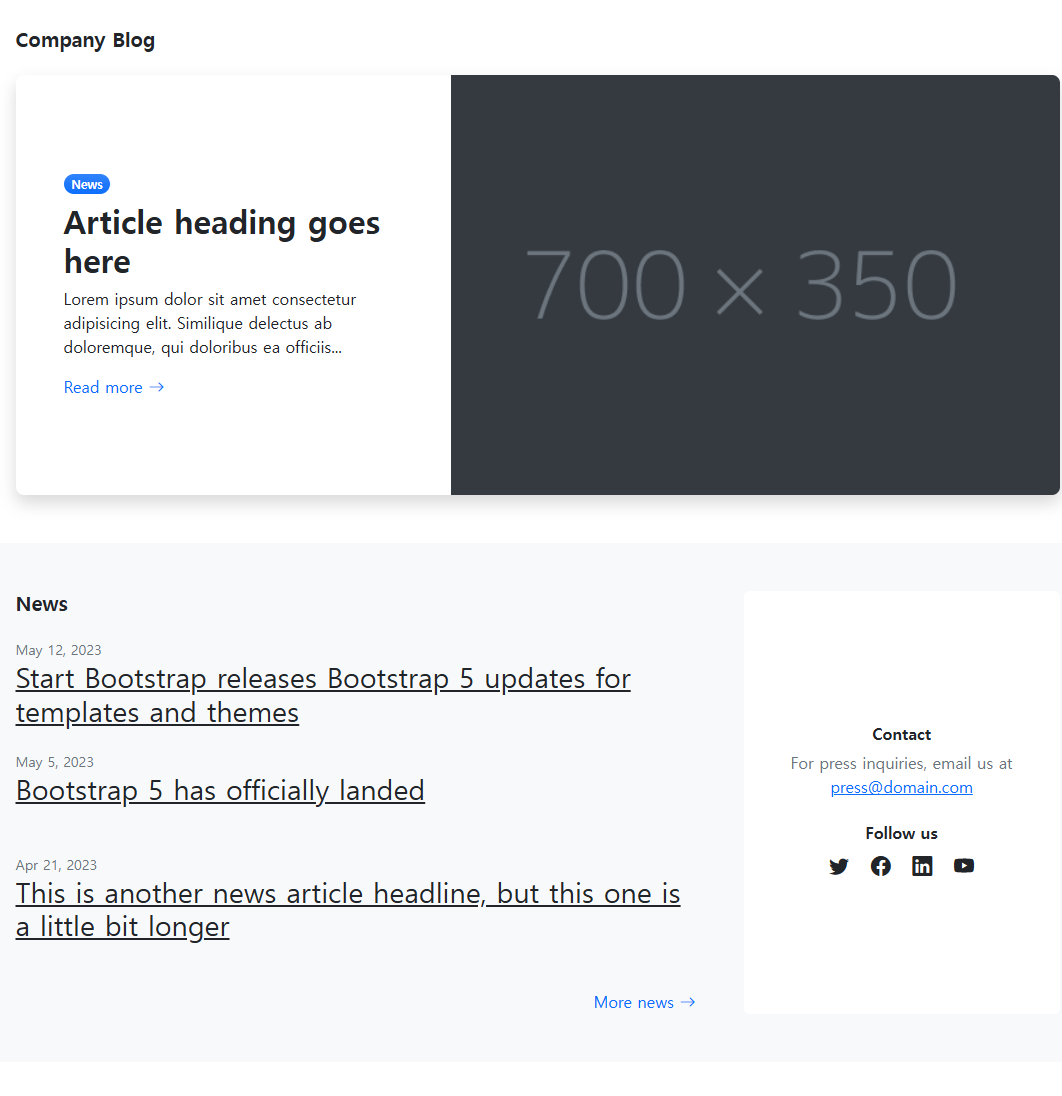 Company Blog
News
Article heading goes
here
Lorem ipsum dolor sit amet consectetur
adipisicing elit. Similique delectus ab
doloremque, qui doloribus ea officiis...
Read more →
700 × 350
News
May 12, 2023
Start Bootstrap releases Bootstrap 5 updates for
templates and themes
May 5, 2023
Bootstrap 5 has officially landed
Apr 21, 2023
This is another news article headline, but this one is
a little bit longer
More news →
Contact
For press inquiries, email us at
press@domain.com
Follow us